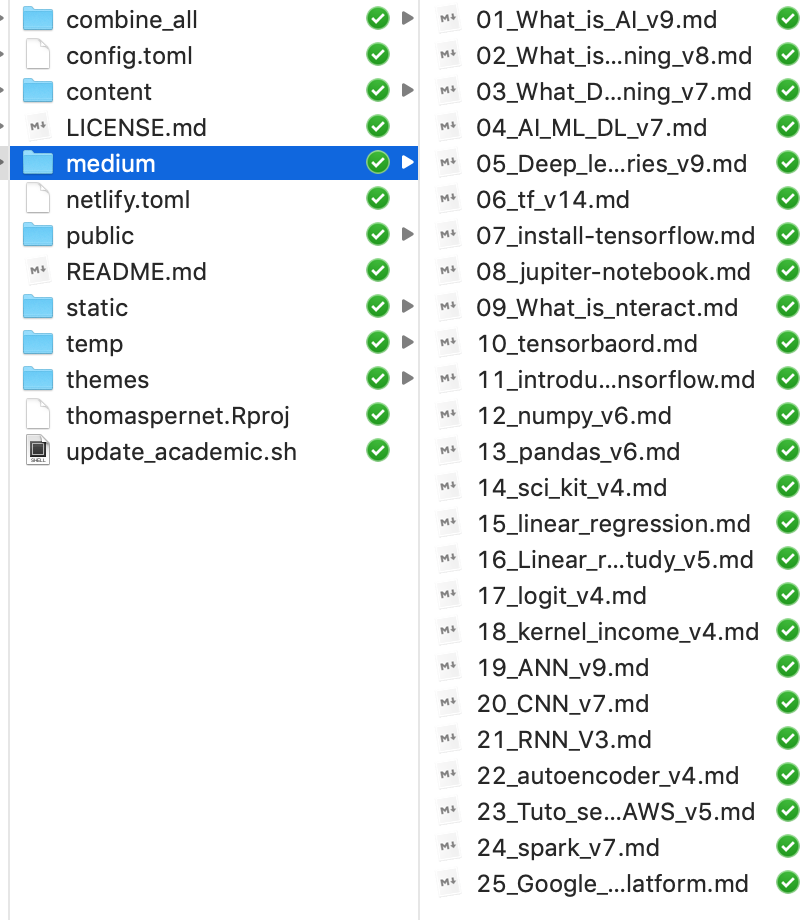 combine_all
config.toml
content
LICENSE.md
medium
netlify.toml
public
README.md
static
temp
themes
thomaspernet.Rproj
update_academic.sh
01_What_is_AI_v9.md
02_What_is...ning_v8.md
03_What_D...ning_v7.md
04_AI_ML_DL_v7.md
05_Deep_le...ries_v9.md
06_tf_v14.md
07_install-tensorflow.md
08_jupiter-notebook.md
09_What_is_nteract.md
10_tensorbaord.md
11_introdu...nsorflow.md
12_numpy_v6.md
13_pandas_v6.md
14_sci_kit_v4.md
15_linear_regression.md
16_Linear_r...tudy_v5.md
17_logit_v4.md
18_kernel_income_v4.md
19_ANN_v9.md
20_CNN_v7.md
21_RNN_V3.md
22_autoencoder_v4.md
23_Tuto_se...AWS_v5.md
24_spark_v7.md
25_Google_...latform.md